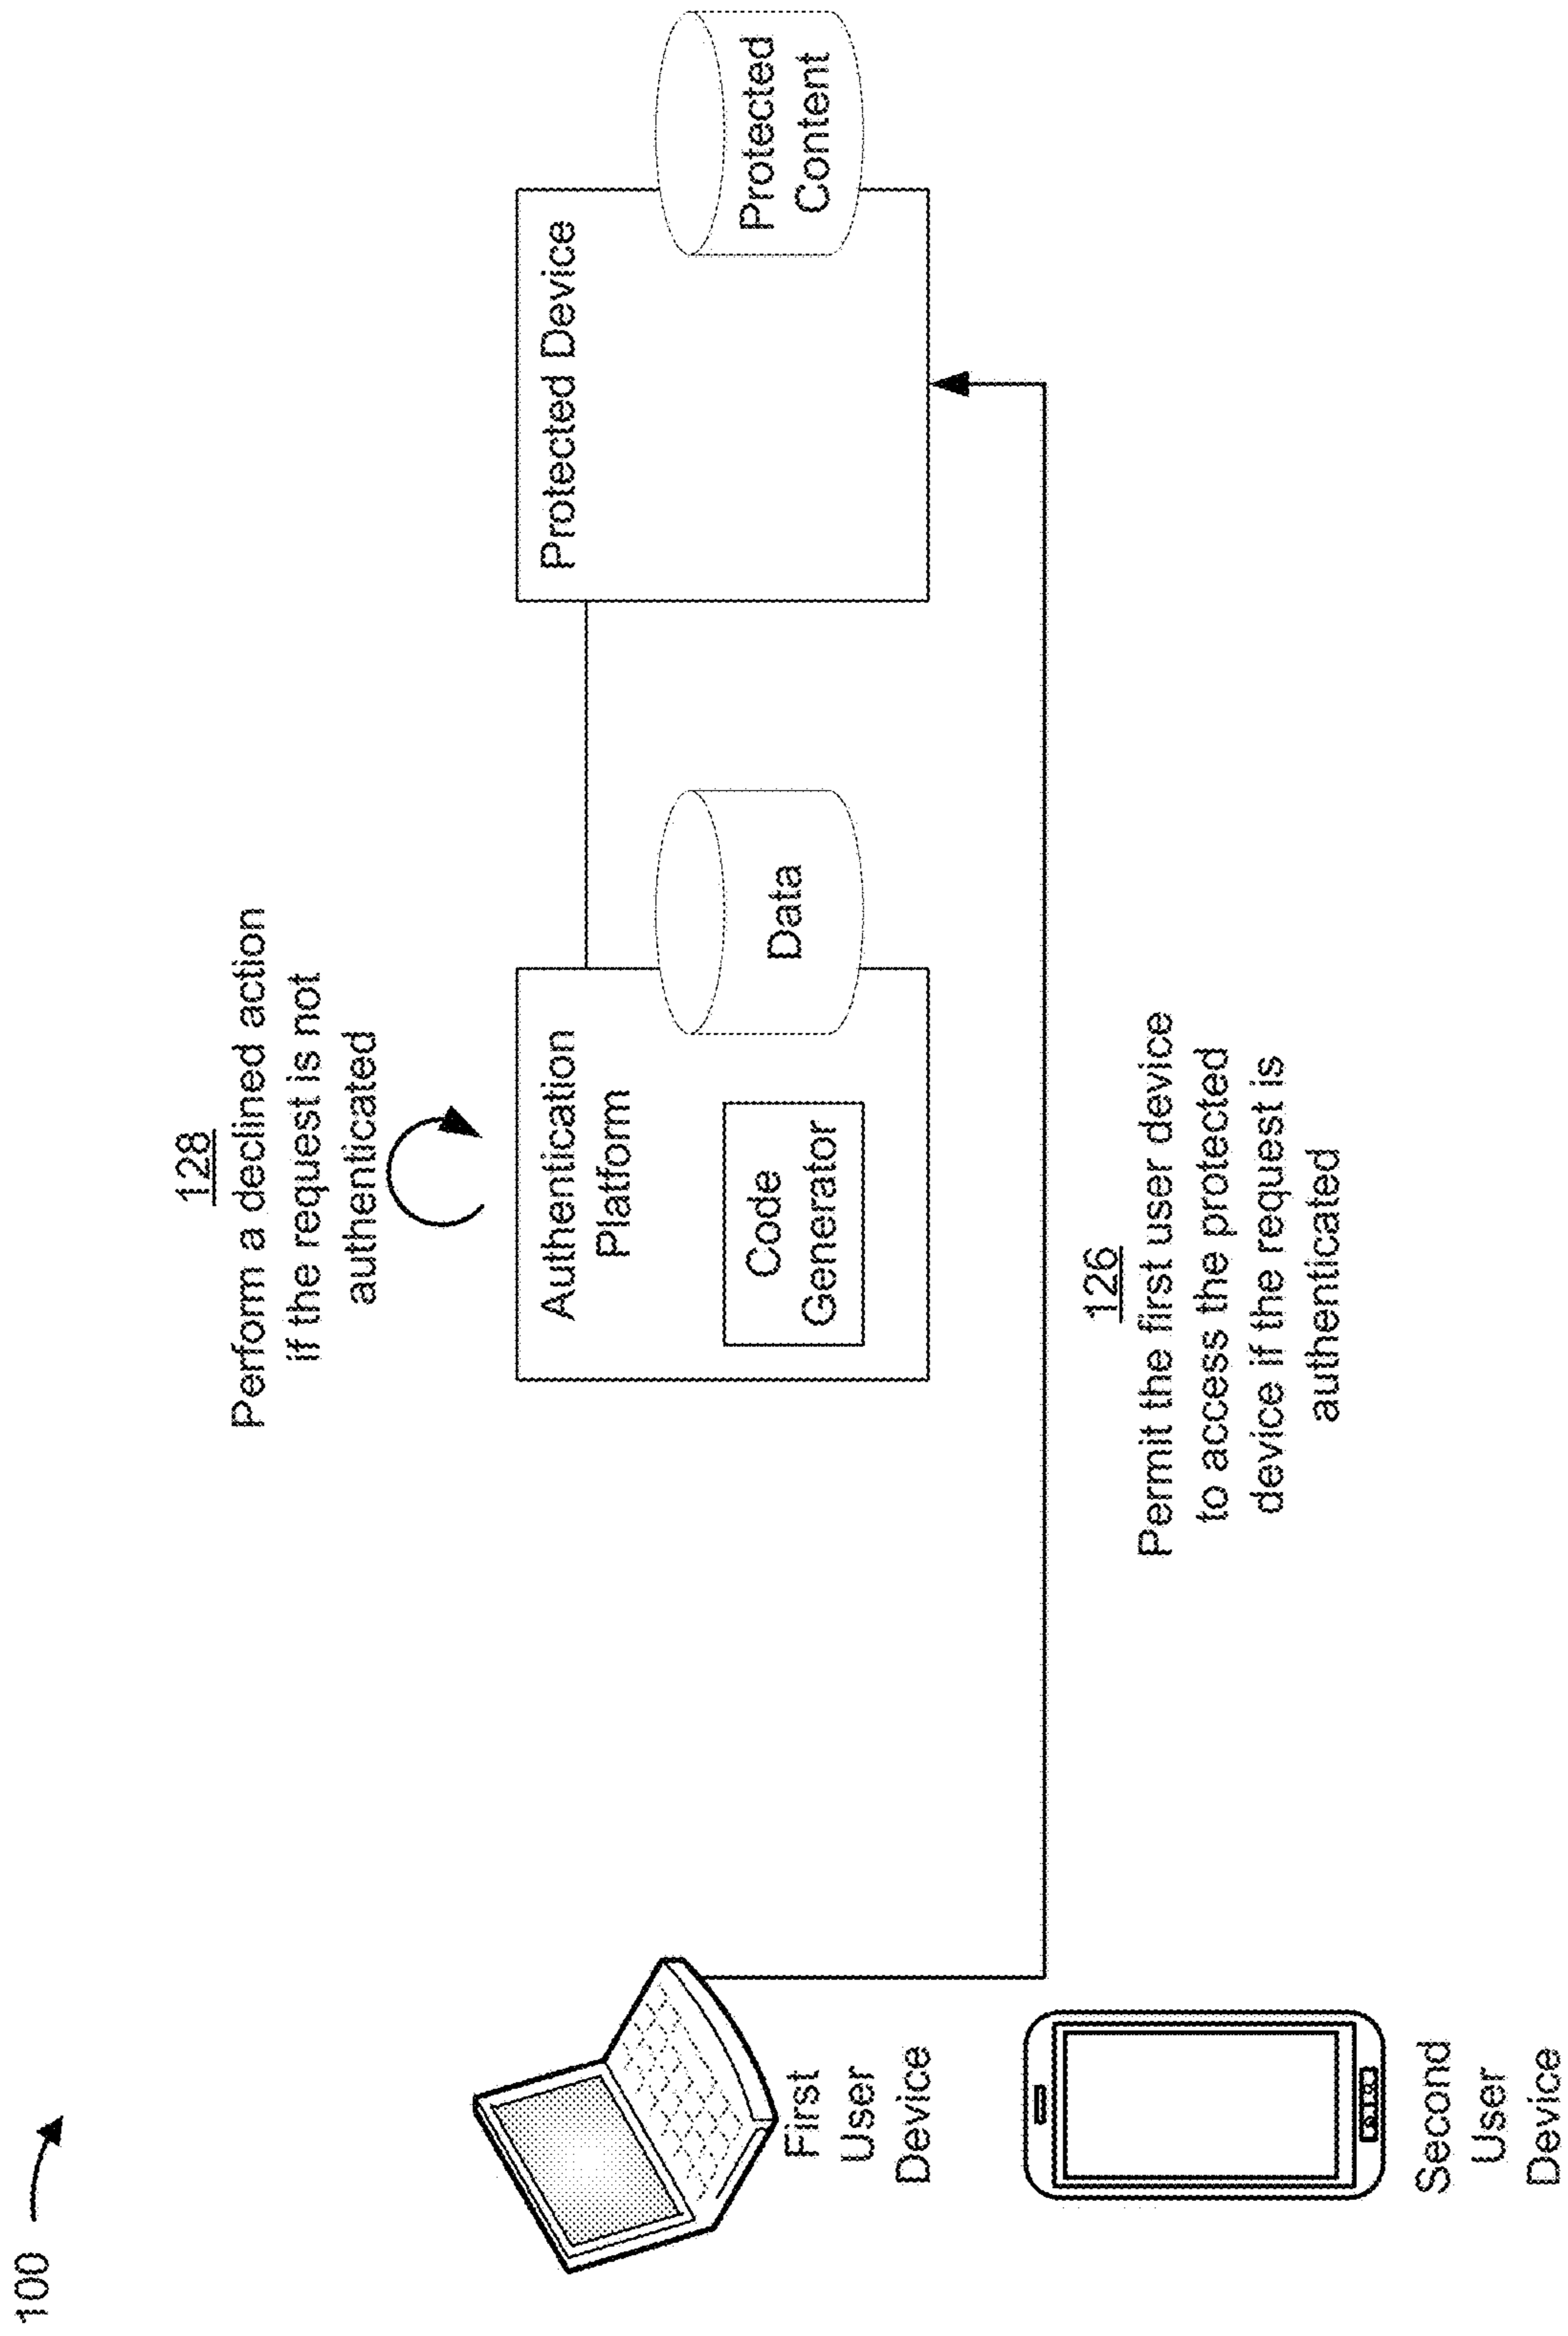 100
128
Perform a declined action
if the request is not
authenticated
Authentication
Platform
Code
Generator
Data
Protected Device
Protected
Content
126
Permit the first user device
to access the protected
device if the request is
authenticated
First
User
Device
Second
User
Device